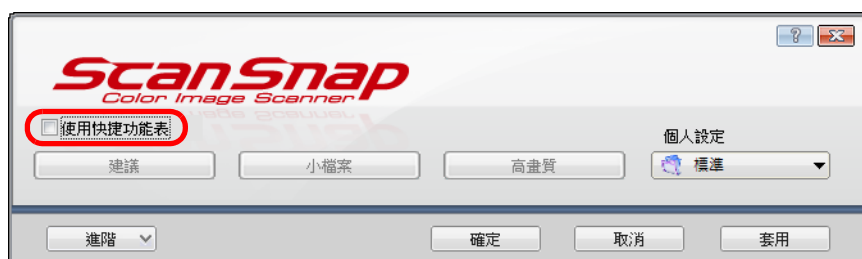 ScanSnap
Color Image Scanner
使用快捷功能表
個人設定
建議 小檔案 高畫質 標準
進階 確定 取消 套用